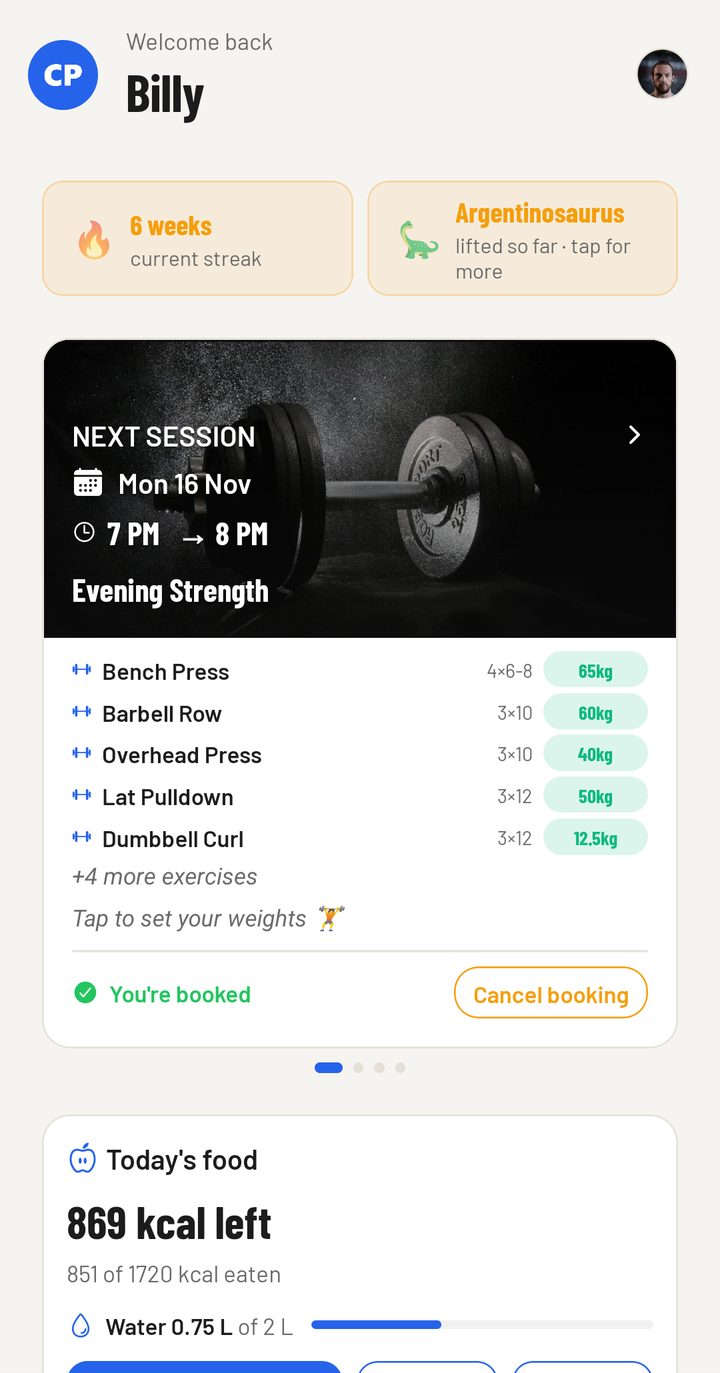 CP
Welcome back
Billy
6 weeks
current streak
Argentinosaurus
lifted so far · tap for
more
NEXT SESSION
Mon 16 Nov
7 PM → 8 PM
Evening Strength
Bench Press 4×6-8 65kg
Barbell Row 3×10 60kg
Overhead Press 3×10 40kg
Lat Pulldown 3×12 50kg
Dumbbell Curl 3×12 12.5kg
+4 more exercises
Tap to set your weights
You're booked
Cancel booking
Today's food
869 kcal left
851 of 1720 kcal eaten
Water 0.75 L of 2 L